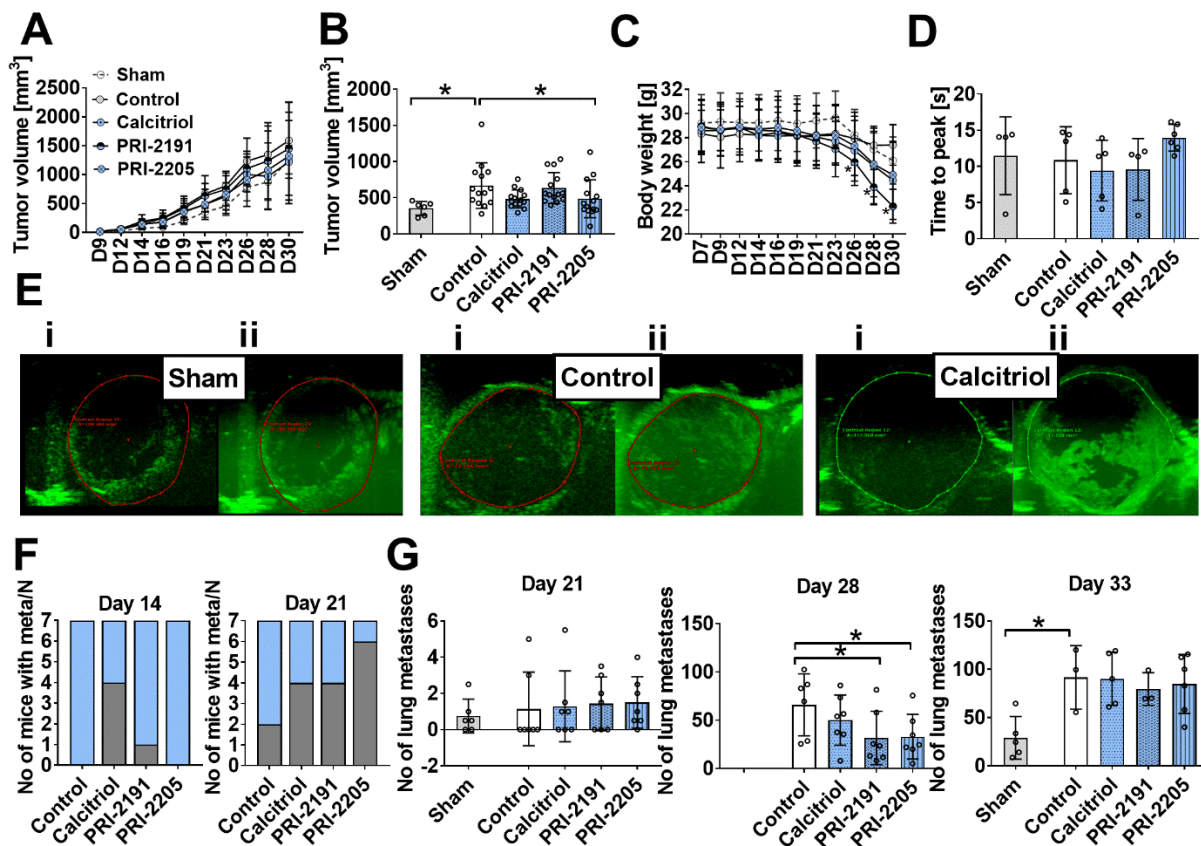 A
B
C
D
Tumor volume [mm³]
2500
2000
1500
1000
500
0
Sham
Control
Calcitriol
PRI-2191
PRI-2205
D9
D12
D14
D16
D19
D21
D23
D26
D28
D30
Tumor volume [mm³]
2000
1500
1000
500
0
*
*
Sham
Control
Calcitriol
PRI-2191
PRI-2205
Body weight [g]
32
30
28
26
24
22
20
*
*
*
D7
D9
D12
D14
D16
D19
D21
D23
D26
D28
D30
Time to peak [s]
20
15
10
5
0
Sham
Control
Calcitriol
PRI-2191
PRI-2205
E
i
ii
i
ii
i
ii
Sham
Control
Calcitriol
F
No of mice with meta/N
Day 14
7
6
5
4
3
2
1
0
Control
Calcitriol
PRI-2191
PRI-2205
No of mice with meta/N
Day 21
7
6
5
4
3
2
1
0
Control
Calcitriol
PRI-2191
PRI-2205
G
No of lung metastases
Day 21
6
4
2
0
-2
Sham
Control
Calcitriol
PRI-2191
PRI-2205
No of lung metastases
Day 28
150
100
50
0
*
*
Control
Calcitriol
PRI-2191
PRI-2205
No of lung metastases
Day 33
150
100
50
0
*
Sham
Control
Calcitriol
PRI-2191
PRI-2205